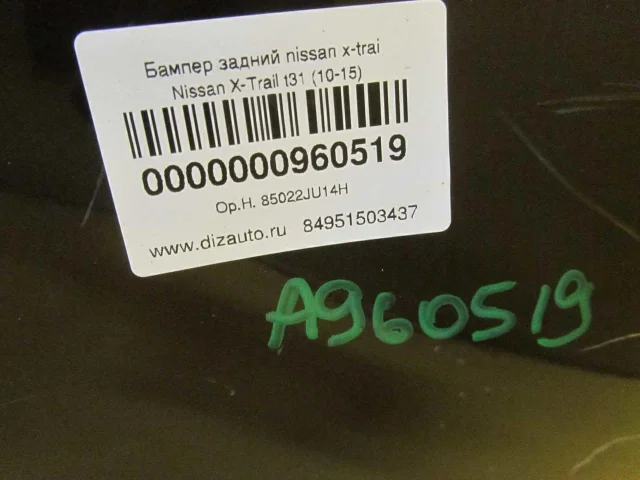 Бампер задний nissan x-trai
Nissan X-Trail t31 (10-15)
0000000960519
Ор.Н. 85022JU14H
www.dizauto.ru 84951503437
A960519